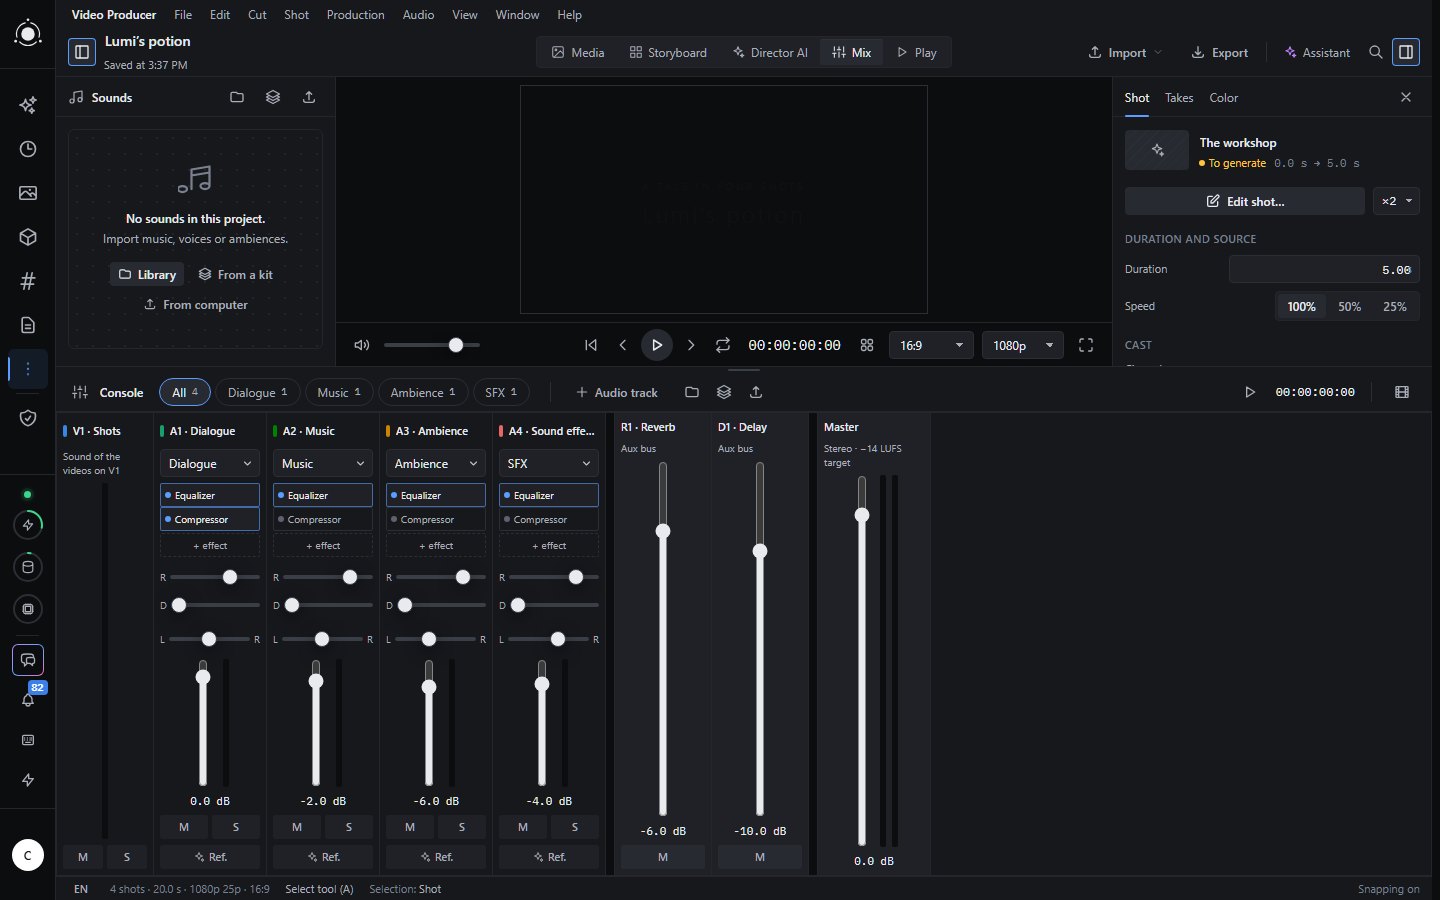 Video Producer File Edit Cut Shot Production Audio View Window Help
Lumi's potion
Saved at 3:37 PM
Media Storyboard Director AI Mix Play
Import Export Assistant
Sounds
No sounds in this project.
Import music, voices or ambiences.
Library From a kit
From computer
00:00:00:00 16:9 1080p
Shot Takes Color
The workshop
To generate 0.0 s → 5.0 s
Edit shot... ×2
DURATION AND SOURCE
Duration 5.00
Speed 100% 50% 25%
CAST
Console All 4 Dialogue 1 Music 1 Ambience 1 SFX 1 Audio track 00:00:00:00
V1 · Shots
Sound of the
videos on V1
M S
A1 · Dialogue
Dialogue
Equalizer
Compressor
+ effect
R
D
L R
0.0 dB
M S
Ref.
A2 · Music
Music
Equalizer
Compressor
+ effect
R
D
L R
-2.0 dB
M S
Ref.
A3 · Ambience
Ambience
Equalizer
Compressor
+ effect
R
D
L R
-6.0 dB
M S
Ref.
A4 · Sound effe...
SFX
Equalizer
Compressor
+ effect
R
D
L R
-4.0 dB
M S
Ref.
R1 · Reverb
Aux bus
-6.0 dB
M
D1 · Delay
Aux bus
-10.0 dB
M
Master
Stereo · −14 LUFS
target
0.0 dB
82
C
EN 4 shots · 20.0 s · 1080p 25p · 16:9 Select tool (A) Selection: Shot Snapping on